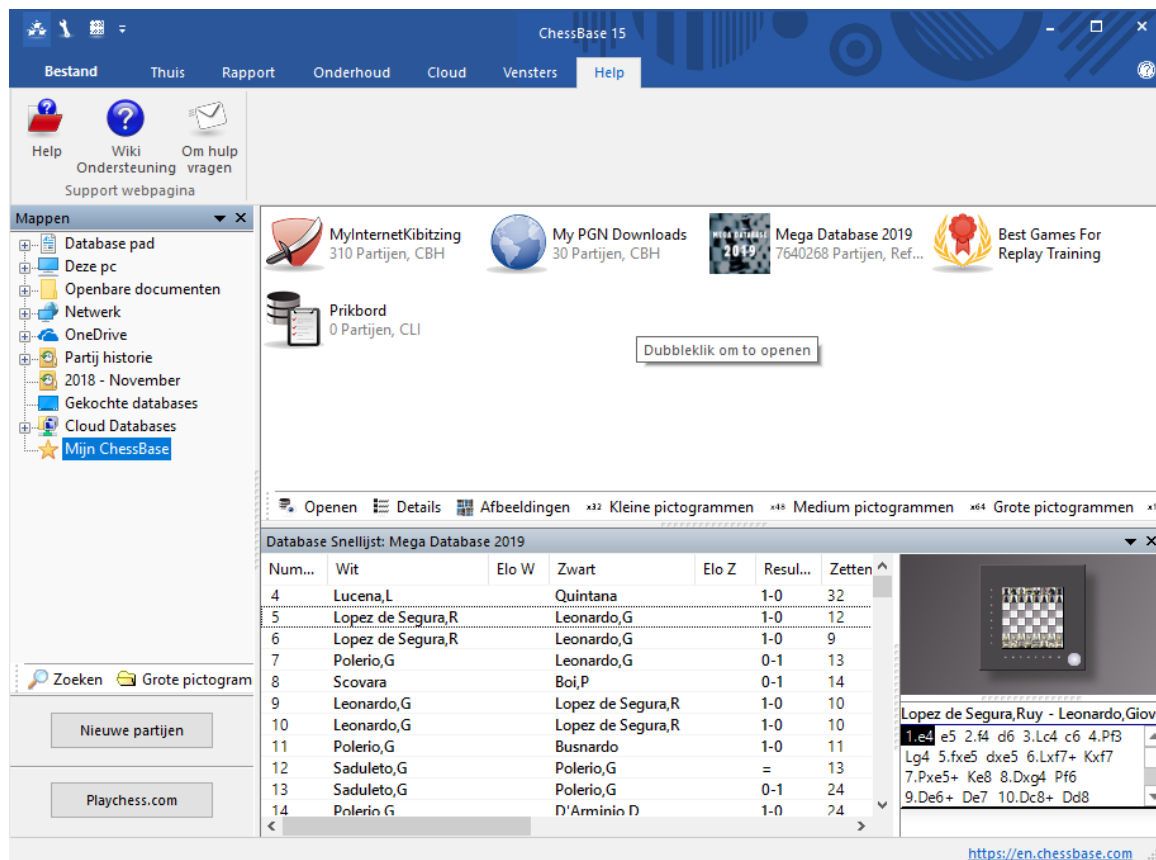 ChessBase 15
Bestand Thuis Rapport Onderhoud Cloud Vensters Help
Help Wiki Ondersteuning Om hulp vragen
Support webpagina
Mappen
Database pad
Deze pc
Openbare documenten
Netwerk
OneDrive
Partij historie
2018 - November
Gekochte databases
Cloud Databases
Mijn ChessBase
Zoeken Grote pictogram
Nieuwe partijen
Playchess.com
MyInternetKibitzing
310 Partijen, CBH
My PGN Downloads
30 Partijen, CBH
MEGA DATABASE
2019
Mega Database 2019
7640268 Partijen, Ref...
Best Games For
Replay Training
Prikbord
0 Partijen, CLI
Dubbleklik om to openen
Openen Details Afbeeldingen x32 Kleine pictogrammen x48 Medium pictogrammen x64 Grote pictogrammen
Database Snellijst: Mega Database 2019
Num... Wit Elo W Zwart Elo Z Resul... Zetten
4 Lucena,L Quintana 1-0 32
5 Lopez de Segura,R Leonardo,G 1-0 12
6 Lopez de Segura,R Leonardo,G 1-0 9
7 Polerio,G Leonardo,G 0-1 13
8 Scovara Boi,P 0-1 14
9 Leonardo,G Lopez de Segura,R 1-0 10
10 Leonardo,G Lopez de Segura,R 1-0 10
11 Polerio,G Busnardo 1-0 11
12 Saduleto,G Polerio,G = 13
13 Saduleto,G Polerio,G 0-1 24
14 Polerio G D'Arminio D 1-0 24
Lopez de Segura,Ruy - Leonardo,Giov
1.e4 e5 2.f4 d6 3.Lc4 c6 4.Pf3
Lg4 5.fxe5 dxe5 6.Lxf7+ Kxf7
7.Pxe5+ Ke8 8.Dxg4 Pf6
9.De6+ De7 10.Dc8+ Dd8
https://en.chessbase.com